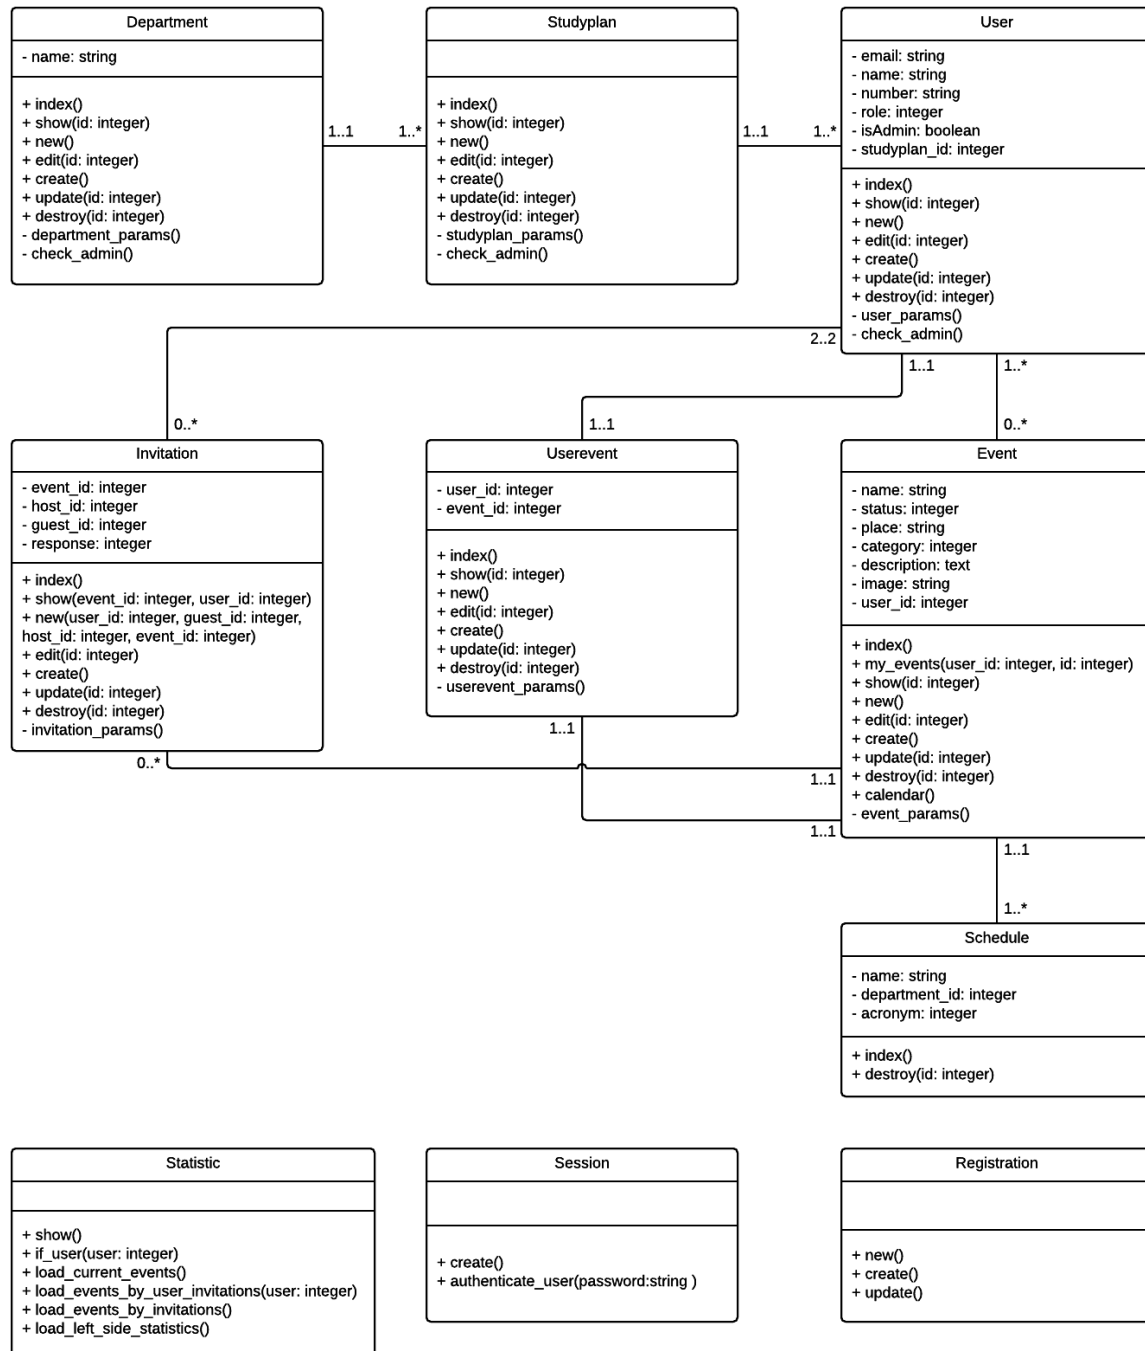 Department
- name: string
+ index()
+ show(id: integer)
+ new()
+ edit(id: integer)
+ create()
+ update(id: integer)
+ destroy(id: integer)
- department_params()
- check_admin()
1..1
1..*
Studyplan
+ index()
+ show(id: integer)
+ new()
+ edit(id: integer)
+ create()
+ update(id: integer)
+ destroy(id: integer)
- studyplan_params()
- check_admin()
1..1
1..*
User
- email: string
- name: string
- number: string
- role: integer
- isAdmin: boolean
- studyplan_id: integer
+ index()
+ show(id: integer)
+ new()
+ edit(id: integer)
+ create()
+ update(id: integer)
+ destroy(id: integer)
- user_params()
- check_admin()
2..2
1..1
1..*
0..*
1..1
0..*
Invitation
- event_id: integer
- host_id: integer
- guest_id: integer
- response: integer
+ index()
+ show(event_id: integer, user_id: integer)
+ new(user_id: integer, guest_id: integer,
host_id: integer, event_id: integer)
+ edit(id: integer)
+ create()
+ update(id: integer)
+ destroy(id: integer)
- invitation_params()
0..*
Userevent
- user_id: integer
- event_id: integer
+ index()
+ show(id: integer)
+ new()
+ edit(id: integer)
+ create()
+ update(id: integer)
+ destroy(id: integer)
- userevent_params()
1..1
Event
- name: string
- status: integer
- place: string
- category: integer
- description: text
- image: string
- user_id: integer
+ index()
+ my_events(user_id: integer, id: integer)
+ show(id: integer)
+ new()
+ edit(id: integer)
+ create()
+ update(id: integer)
+ destroy(id: integer)
+ calendar()
- event_params()
1..1
1..1
1..1
1..*
Schedule
- name: string
- department_id: integer
- acronym: integer
+ index()
+ destroy(id: integer)
Statistic
+ show()
+ if_user(user: integer)
+ load_current_events()
+ load_events_by_user_invitations(user: integer)
+ load_events_by_invitations()
+ load_left_side_statistics()
Session
+ create()
+ authenticate_user(password:string )
Registration
+ new()
+ create()
+ update()